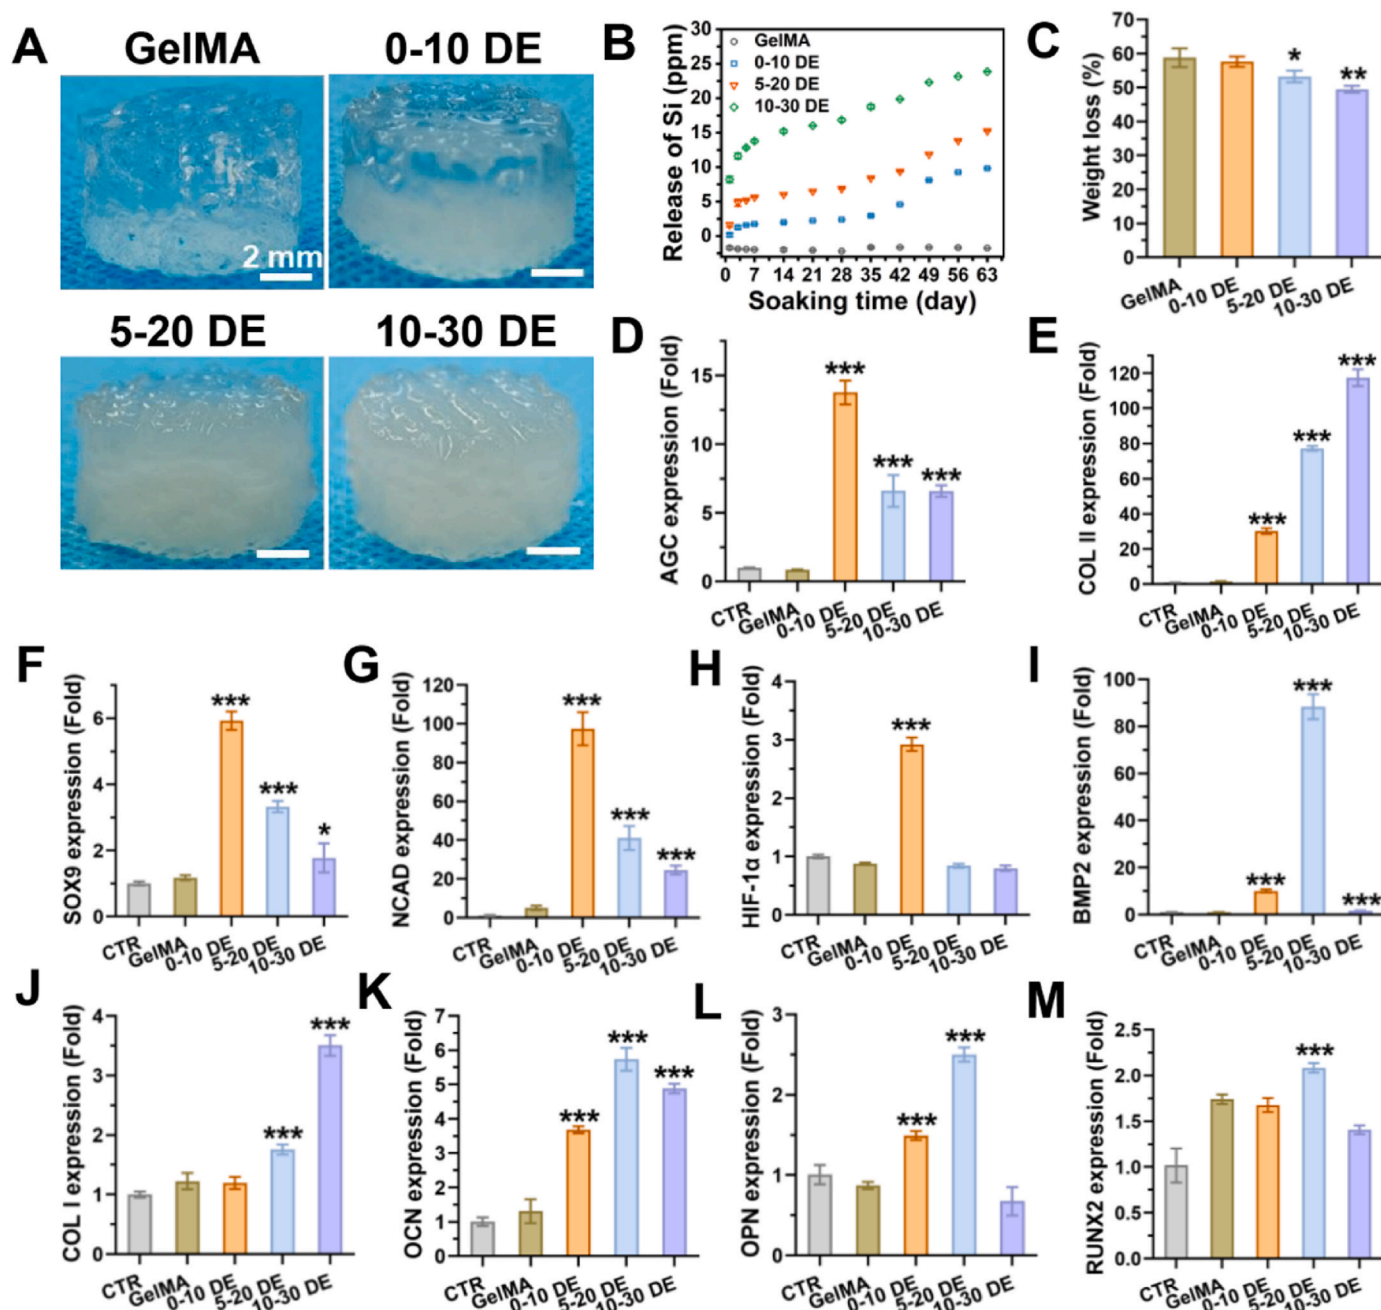 A
GelMA
0-10 DE
2 mm
5-20 DE
10-30 DE
B
Release of Si (ppm)
30
25
20
15
10
5
0
GelMA
0-10 DE
5-20 DE
10-30 DE
0 7 14 21 28 35 42 49 56 63
Soaking time (day)
C
Weight loss (%)
70
60
50
40
30
20
10
0
*
**
GelMA
0-10 DE
5-20 DE
10-30 DE
D
AGC expression (Fold)
15
10
5
0
***
***
***
CTR
GelMA
0-10 DE
5-20 DE
10-30 DE
E
COL II expression (Fold)
120
100
80
60
40
20
0
***
***
***
CTR
GelMA
0-10 DE
5-20 DE
10-30 DE
F
SOX9 expression (Fold)
6
4
2
0
***
***
*
CTR
GelMA
0-10 DE
5-20 DE
10-30 DE
G
NCAD expression (Fold)
120
100
80
60
40
20
0
***
***
***
CTR
GelMA
0-10 DE
5-20 DE
10-30 DE
H
HIF-1α expression (Fold)
4
3
2
1
0
***
CTR
GelMA
0-10 DE
5-20 DE
10-30 DE
I
BMP2 expression (Fold)
100
80
60
40
20
0
***
***
***
CTR
GelMA
0-10 DE
5-20 DE
10-30 DE
J
COL I expression (Fold)
4
3
2
1
0
***
***
CTR
GelMA
0-10 DE
5-20 DE
10-30 DE
K
OCN expression (Fold)
7
6
5
4
3
2
1
0
***
***
***
CTR
GelMA
0-10 DE
5-20 DE
10-30 DE
L
OPN expression (Fold)
3
2
1
0
***
***
CTR
GelMA
0-10 DE
5-20 DE
10-30 DE
M
RUNX2 expression (Fold)
2.5
2.0
1.5
1.0
0.5
0.0
***
CTR
GelMA
0-10 DE
5-20 DE
10-30 DE